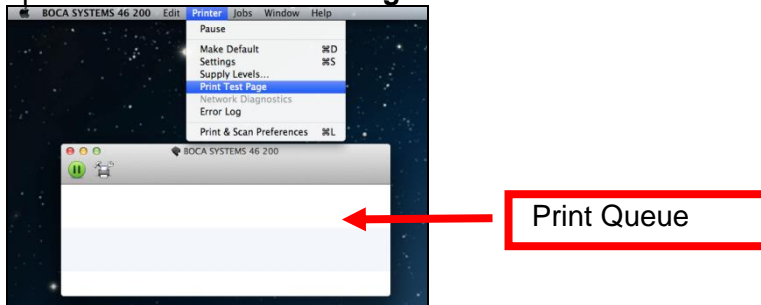 BOCA SYSTEMS 46 200 Edit Printer Jobs Window Help
Pause
Make Default ⌘D
Settings ⌘S
Supply Levels...
Print Test Page
Network Diagnostics
Error Log
Print & Scan Preferences ⌘L
BOCA SYSTEMS 46 200
Print Queue